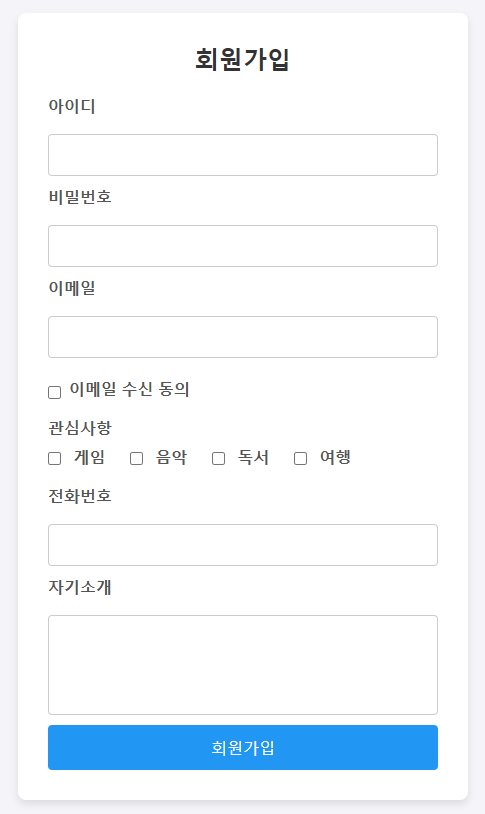 회원가입
아이디
비밀번호
이메일
이메일 수신 동의
관심사항
게임 음악 독서 여행
전화번호
자기소개
회원가입